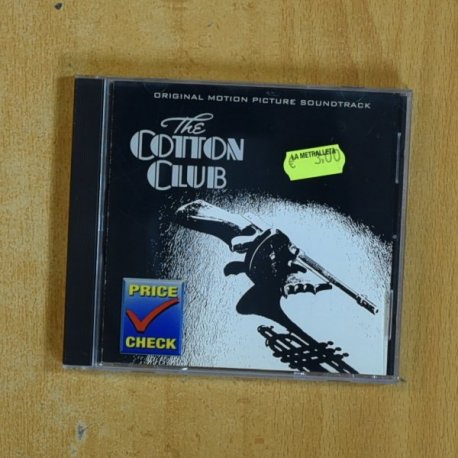 ORIGINAL MOTION PICTURE SOUNDTRACK
The
COTTON
CLUB
LA METRALLETA
€ 3,00
PRICE
CHECK